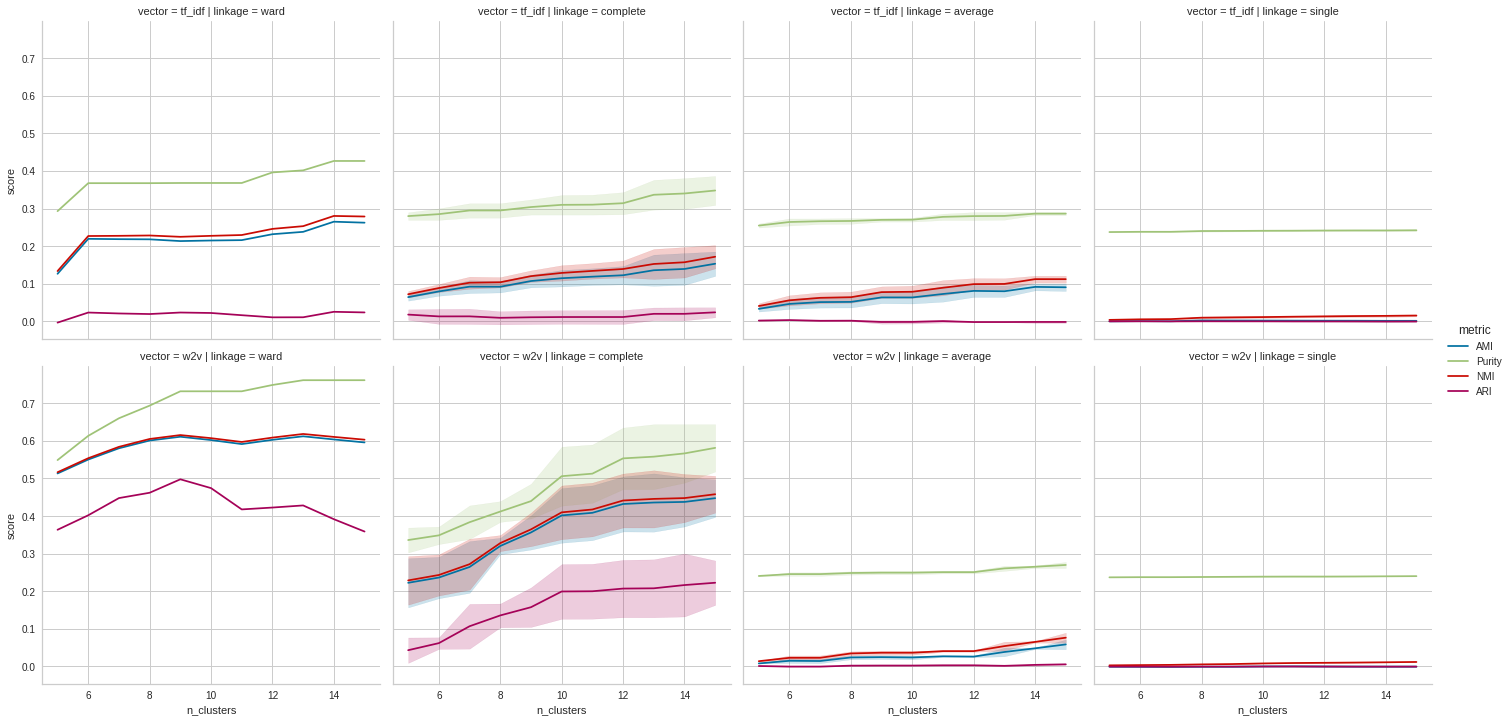 vector = tf_idf | linkage = ward
vector = tf_idf | linkage = complete
vector = tf_idf | linkage = average
vector = tf_idf | linkage = single
0.7
0.6
0.5
0.4
0.3
0.2
0.1
0.0
score
vector = w2v | linkage = ward
vector = w2v | linkage = complete
vector = w2v | linkage = average
vector = w2v | linkage = single
0.7
0.6
0.5
0.4
0.3
0.2
0.1
0.0
score
6 8 10 12 14
n_clusters
6 8 10 12 14
n_clusters
6 8 10 12 14
n_clusters
6 8 10 12 14
n_clusters
metric
AMI
Purity
NMI
ARI